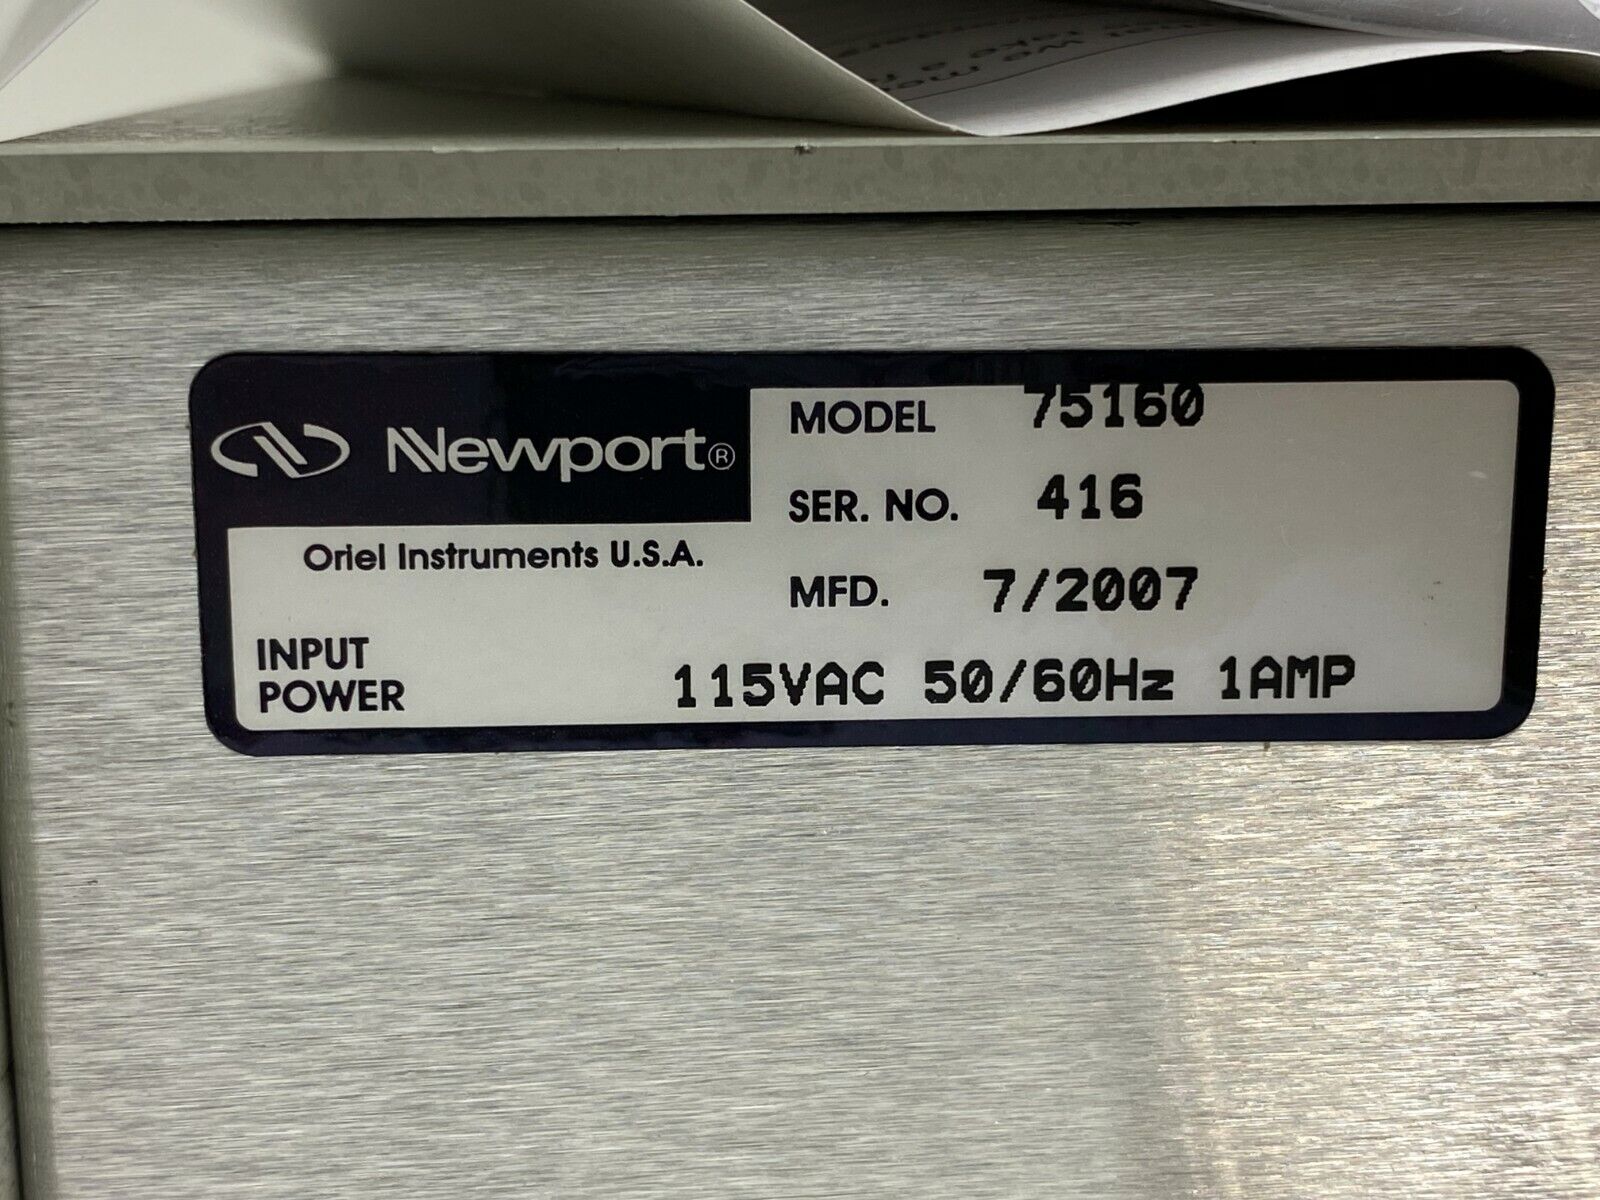 Newport®
Oriel Instruments U.S.A.
MODEL 75160
SER. NO. 416
MFD. 7/2007
INPUT
POWER 115VAC 50/60Hz 1AMP